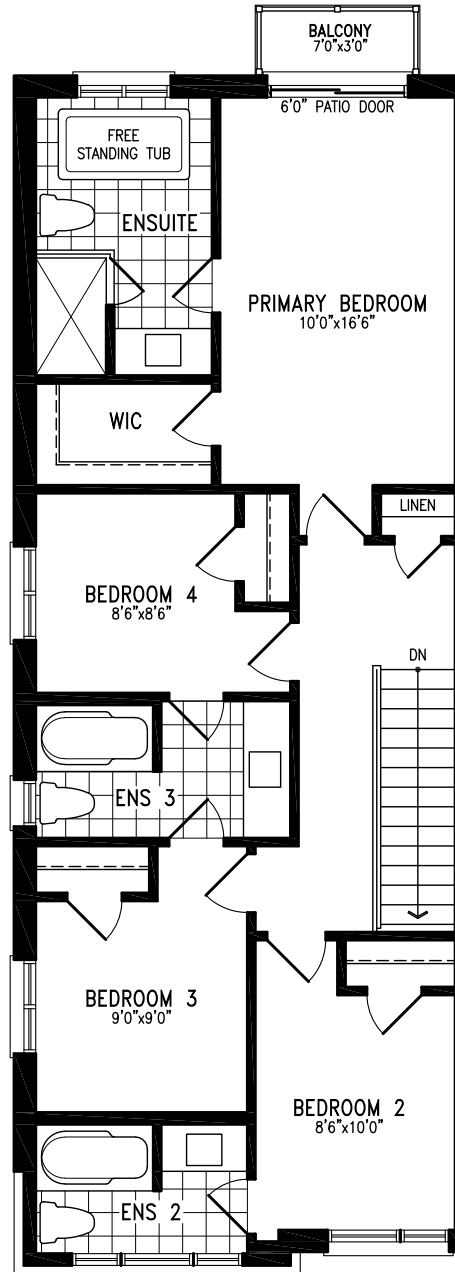 BALCONY
7'0"x3'0"
6'0" PATIO DOOR
FREE
STANDING TUB
ENSUITE
PRIMARY BEDROOM
10'0"x16'6"
WIC
LINEN
BEDROOM 4
8'6"x8'6"
DN
ENS 3
BEDROOM 3
9'0"x9'0"
BEDROOM 2
8'6"x10'0"
ENS 2